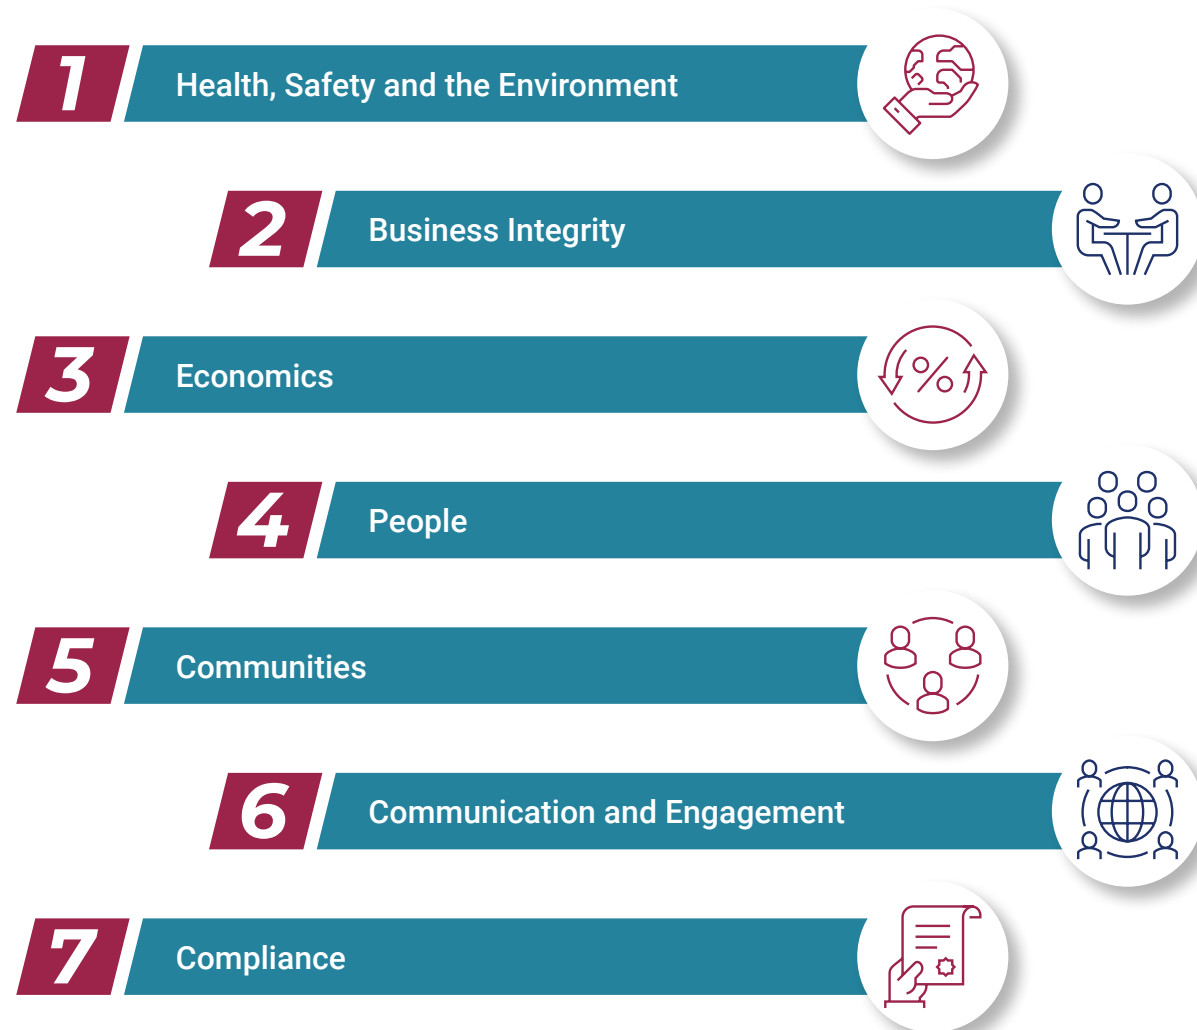 1 Health, Safety and the Environment
2 Business Integrity
3 Economics
%
4 People
5 Communities
6 Communication and Engagement
7 Compliance